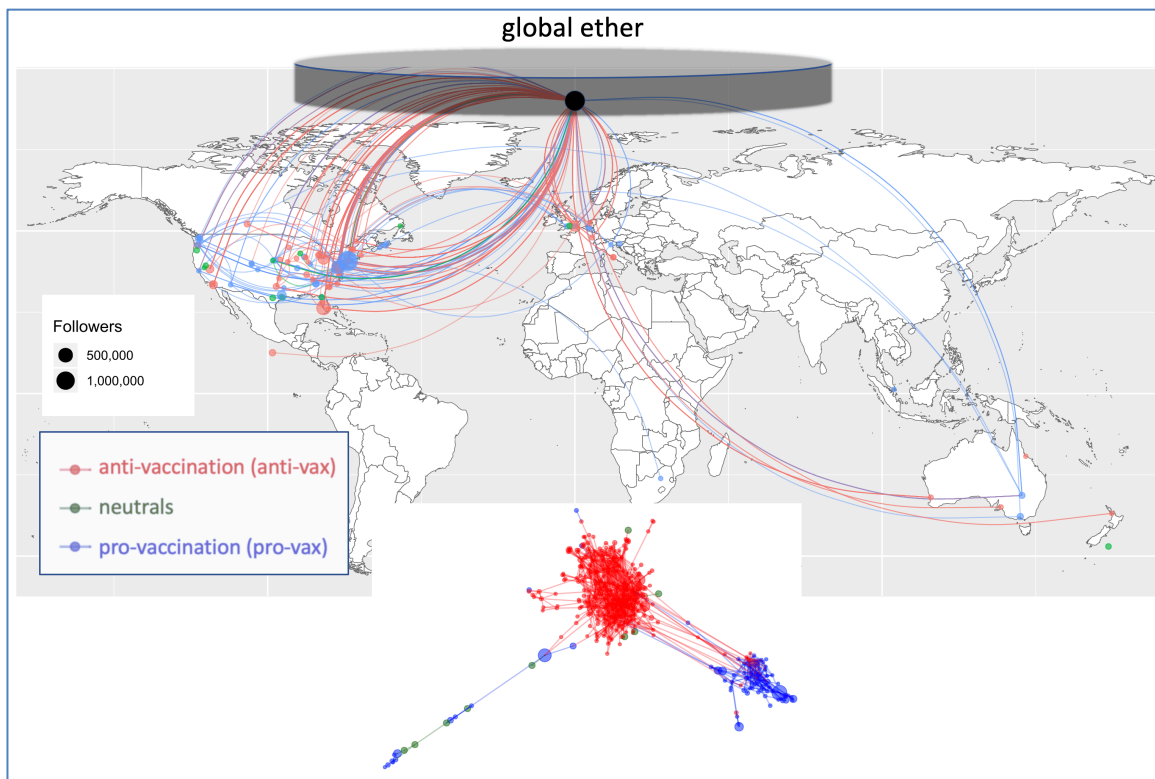 global ether
Followers
500,000
1,000,000
anti-vaccination (anti-vax)
neutrals
pro-vaccination (pro-vax)